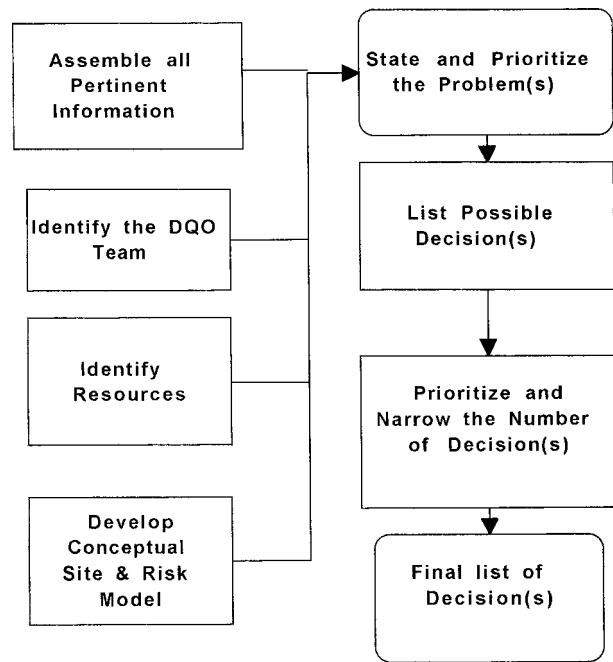 Assemble all
Pertinent
Information
Identify the DQO
Team
Identify
Resources
Develop
Conceptual
Site & Risk
Model
State and Prioritize
the Problem(s)
List Possible
Decision(s)
Prioritize and
Narrow the Number
of Decision(s)
Final list of
Decision(s)